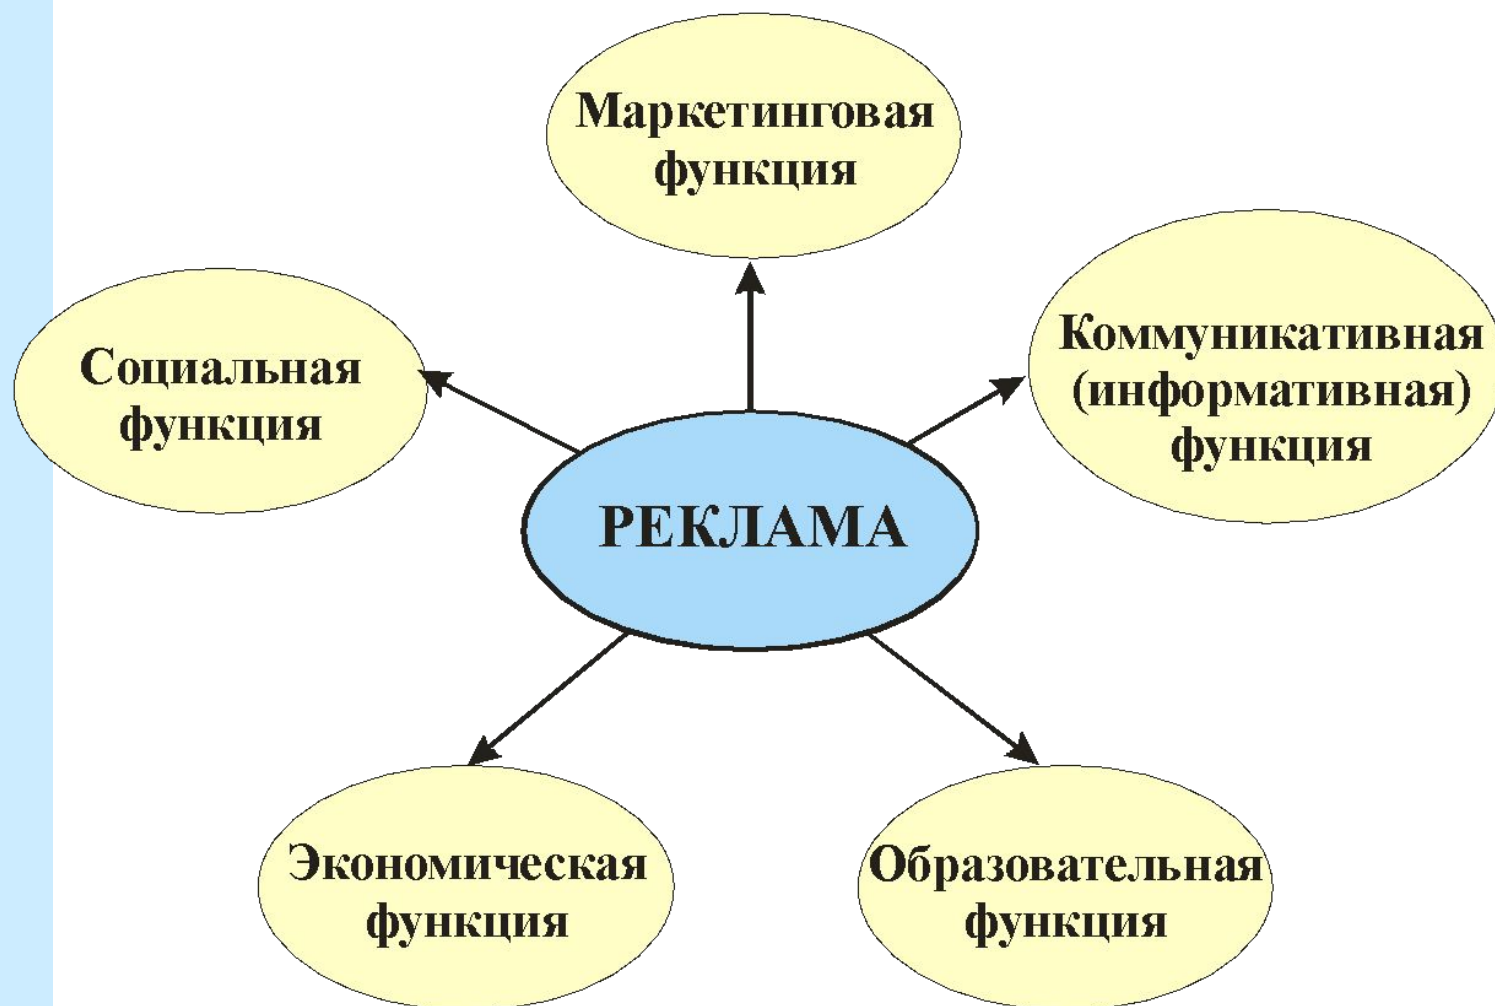 Маркетинговая
функция
Социальная
функция
Коммуникативная
(информативная)
функция
РЕКЛАМА
Экономическая
функция
Образовательная
функция